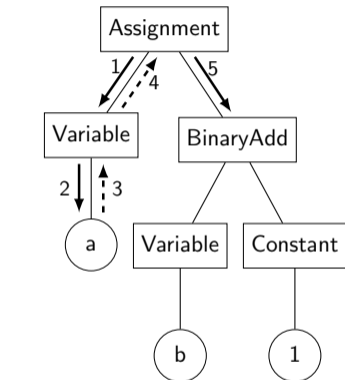 Assignment
1
4
5
Variable
BinaryAdd
2
3
a
Variable
Constant
b
1